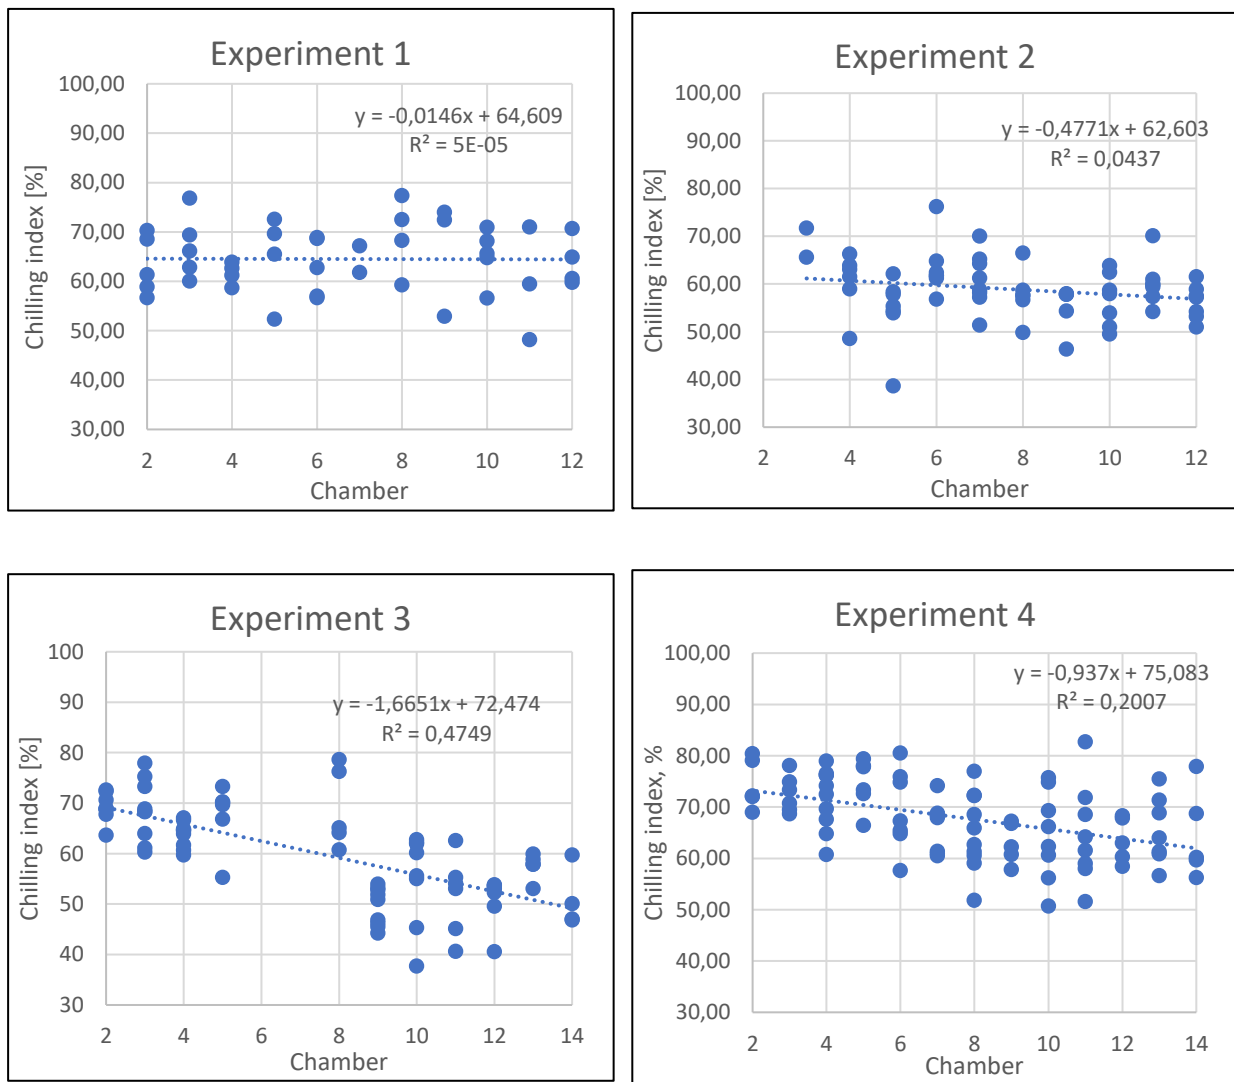 Experiment 1
y = -0,0146x + 64,609
R² = 5E-05
Chilling index [%]
100,00
90,00
80,00
70,00
60,00
50,00
40,00
30,00
2 4 6 8 10 12
Chamber
Experiment 2
y = -0,4771x + 62,603
R² = 0,0437
Chilling index [%]
100,00
90,00
80,00
70,00
60,00
50,00
40,00
30,00
2 4 6 8 10 12
Chamber
Experiment 3
y = -1,6651x + 72,474
R² = 0,4749
Chilling index [%]
100
90
80
70
60
50
40
30
2 4 6 8 10 12 14
Chamber
Experiment 4
y = -0,937x + 75,083
R² = 0,2007
Chilling index, %
100,00
90,00
80,00
70,00
60,00
50,00
40,00
30,00
2 4 6 8 10 12 14
Chamber